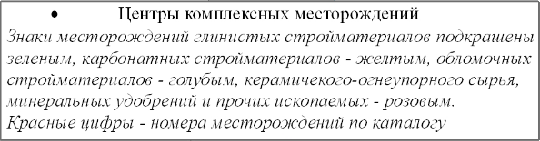 • Центры комплексных месторождений
Знаки месторождений глинистых стройматериалов подкрашены
зеленым, карбонатных стройматериалов - желтым, обломочных
стройматериалов - голубым, керамичекого-огнеупорного сырья,
минеральных удобрений и прочих ископаемых - розовым.
Красные цифры - номера месторождений по каталогу